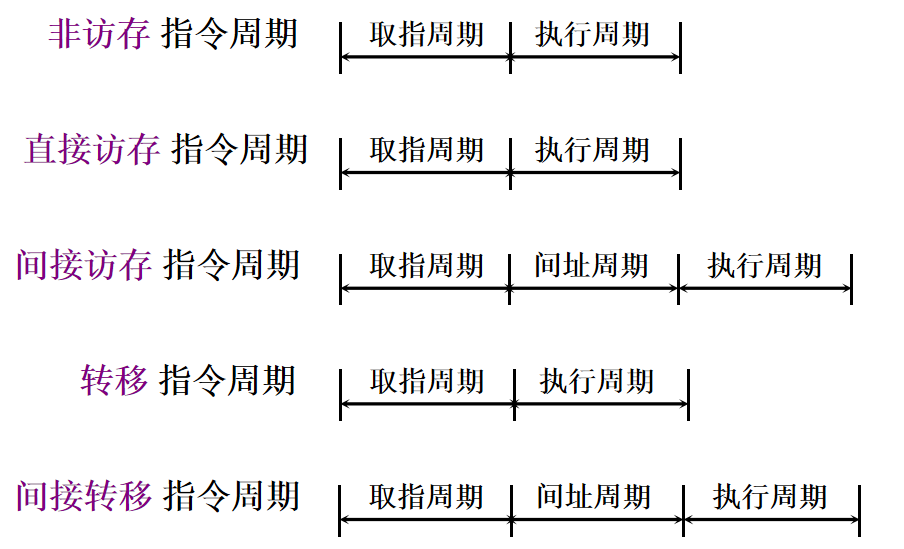 非访存 指令周期 取指周期 执行周期
直接访存 指令周期 取指周期 执行周期
间接访存 指令周期 取指周期 间址周期 执行周期
转移 指令周期 取指周期 执行周期
间接转移 指令周期 取指周期 间址周期 执行周期